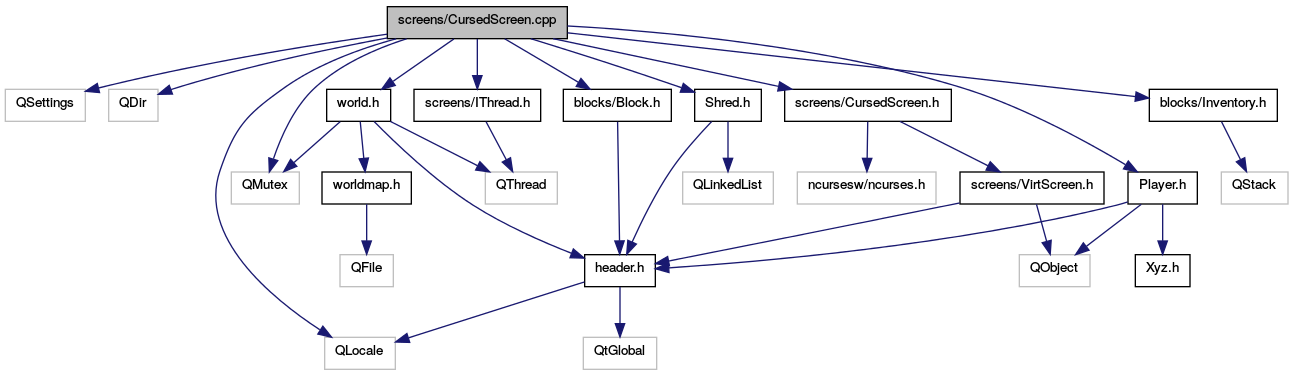 screens/CursedScreen.cpp
QSettings
QDir
world.h
screens/IThread.h
blocks/Block.h
Shred.h
screens/CursedScreen.h
blocks/Inventory.h
QMutex
worldmap.h
QThread
QLinkedList
ncursesw/ncurses.h
screens/VirtScreen.h
Player.h
QStack
QFile
header.h
QObject
Xyz.h
QLocale
QtGlobal